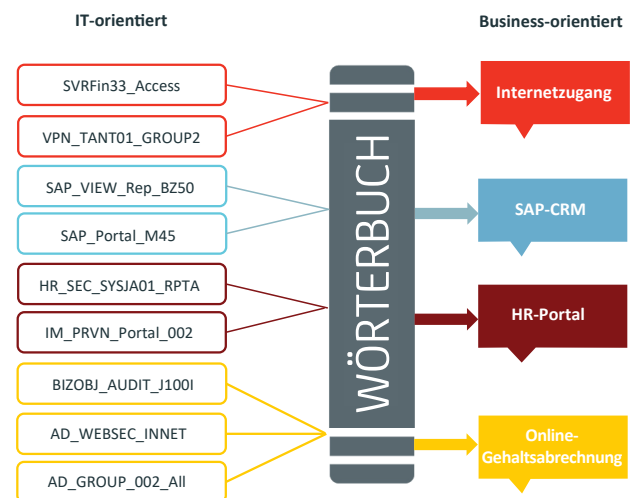 IT-orientiert
Business-orientiert
SVRFin33_Access
VPN_TANT01_GROUP2
SAP_VIEW_Rep_BZ50
SAP_Portal_M45
HR_SEC_SYSJA01_RPTA
IM_PRVN_Portal_002
BIZOBJ_AUDIT_J100I
AD_WEBSEC_INNET
AD_GROUP_002_All
WÖRTERBUCH
Internetzugang
SAP-CRM
HR-Portal
Online-
Gehaltsabrechnung